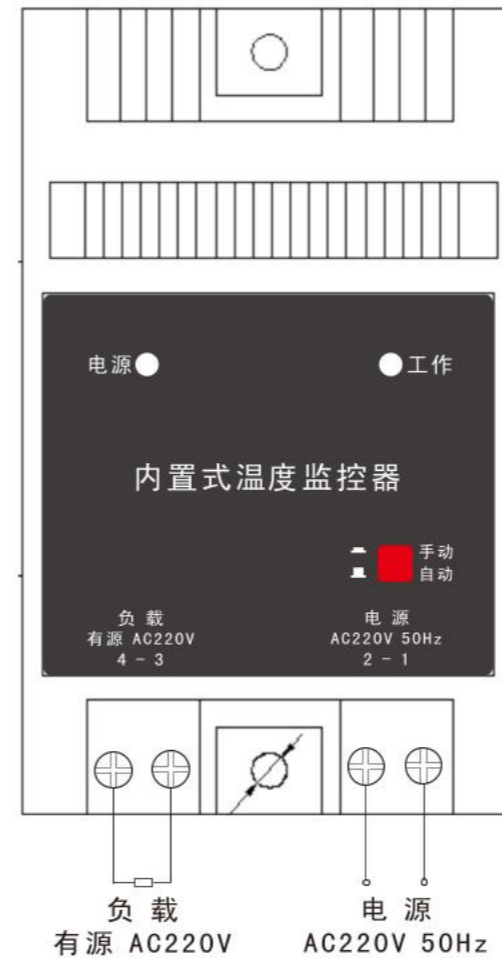 电源 工作
内置式温度监控器
手动
自动
负 载
有源 AC220V
4 - 3
电 源
AC220V 50Hz
2 - 1
负 载
有源 AC220V
电 源
AC220V 50Hz